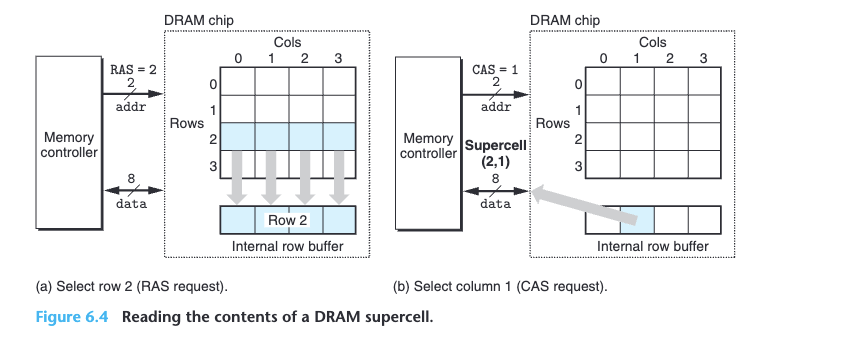 DRAM chip
Cols
0 1 2 3
RAS = 2
2
addr
Rows
0
1
2
3
Memory
controller
8
data
Row 2
Internal row buffer
DRAM chip
Cols
0 1 2 3
CAS = 1
2
addr
Rows
0
1
2
3
Memory
controller
Supercell
(2,1)
8
data
Internal row buffer
(a) Select row 2 (RAS request).
(b) Select column 1 (CAS request).
Figure 6.4 Reading the contents of a DRAM supercell.